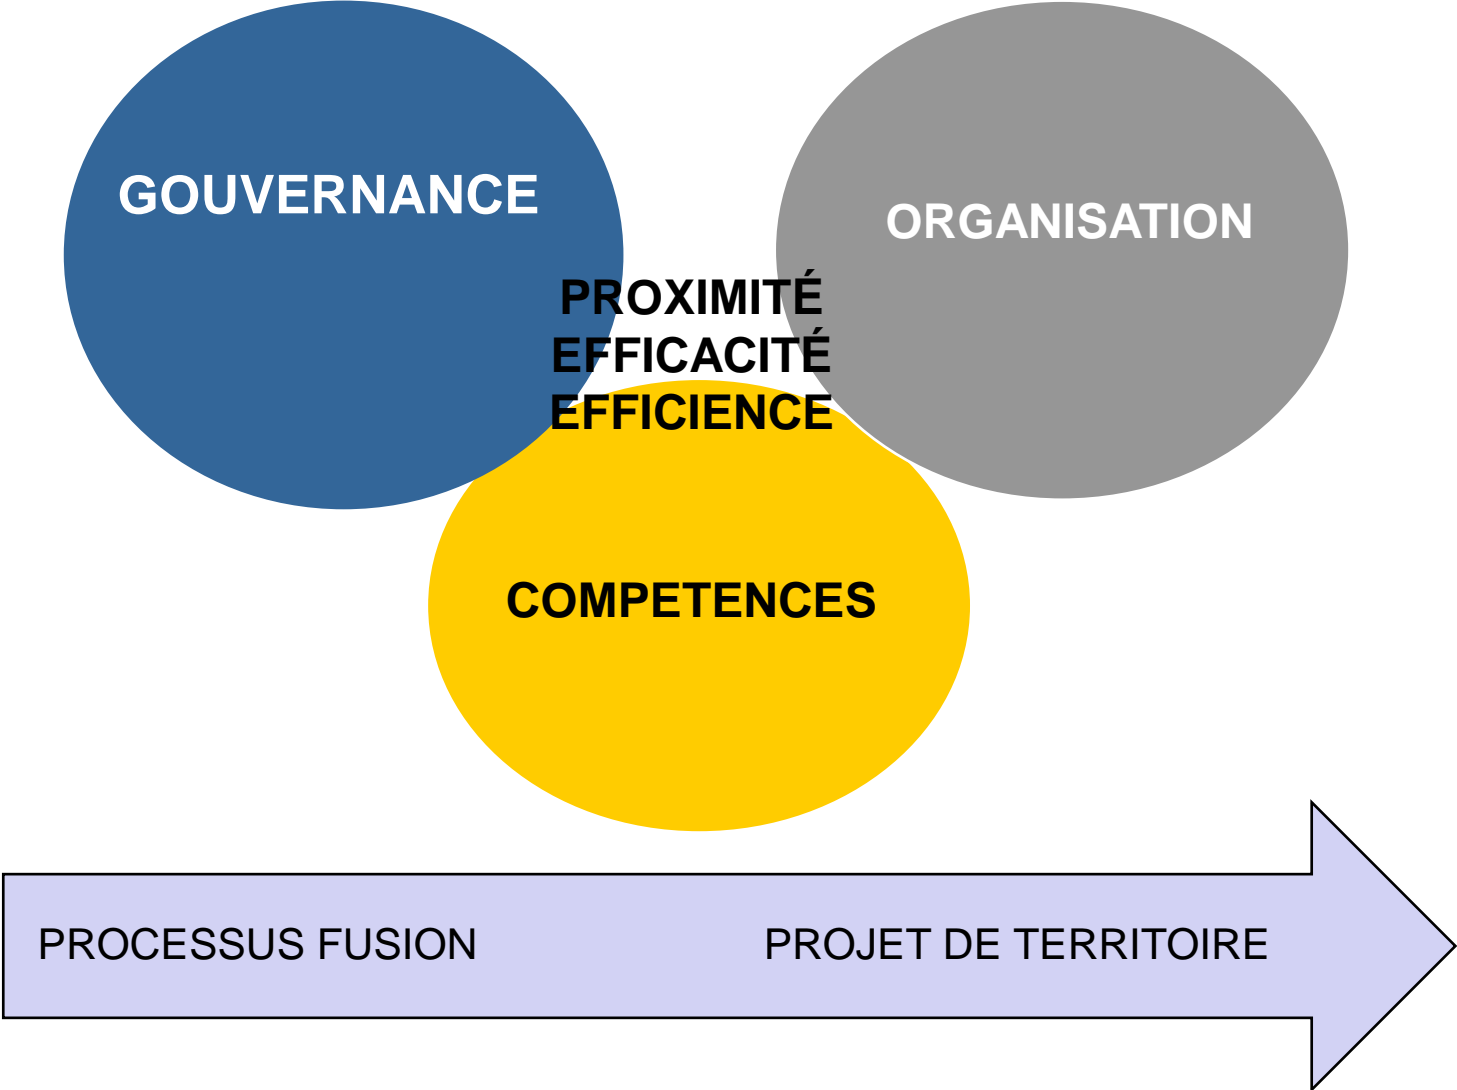 GOUVERNANCE
ORGANISATION
PROXIMITÉ
EFFICACITÉ
EFFICIENCE
COMPETENCES
PROCESSUS FUSION
PROJET DE TERRITOIRE